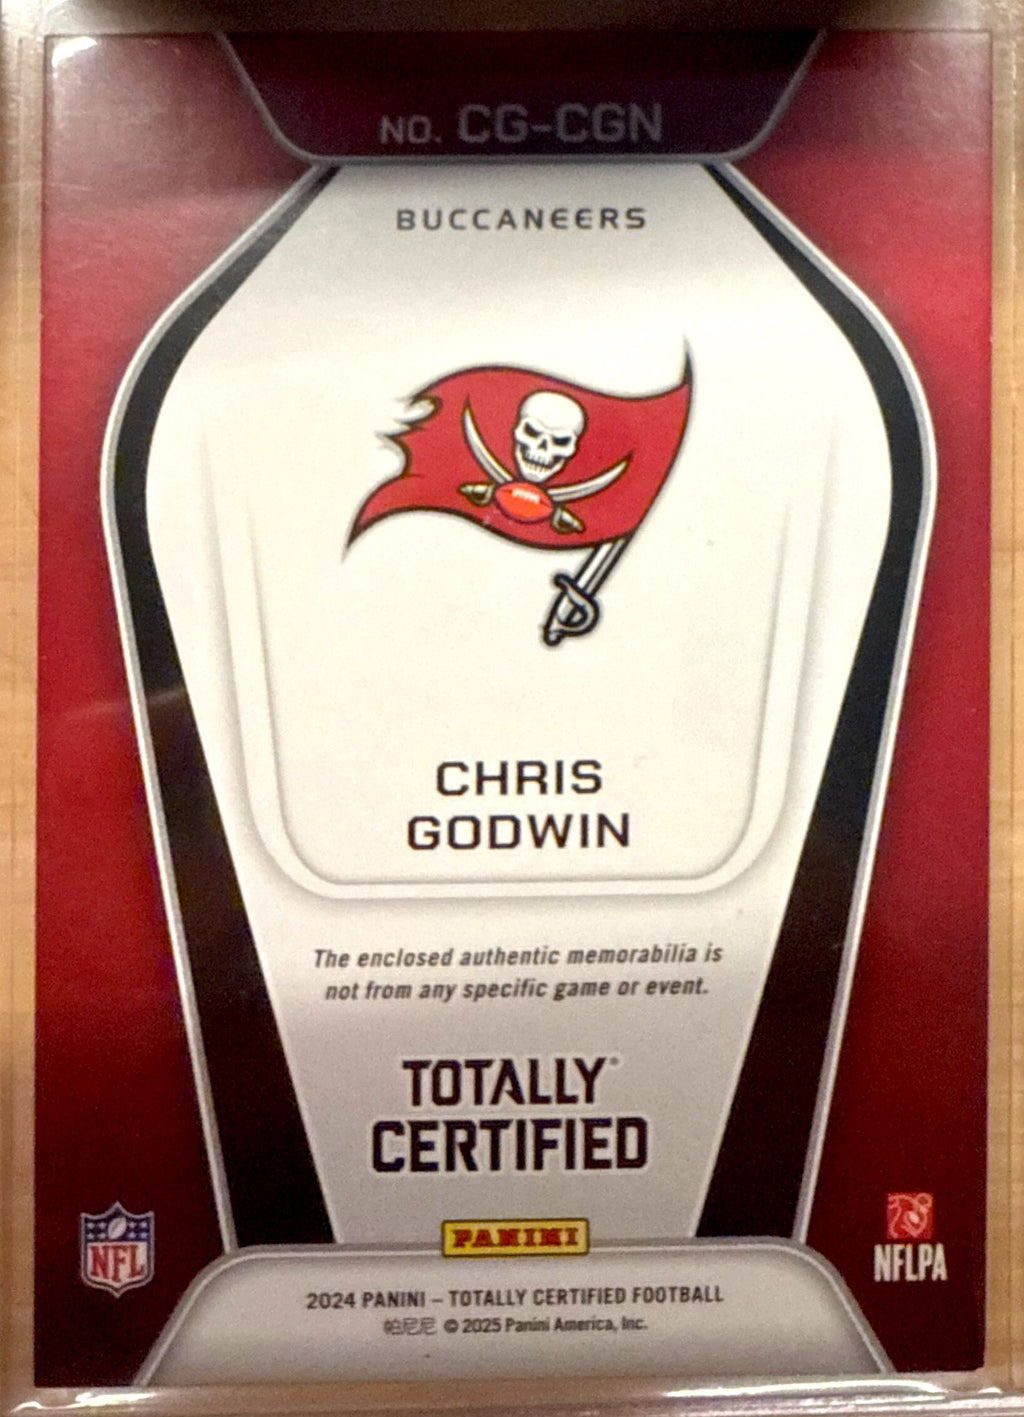 NO. CG-CGN
BUCCANEERS
CHRIS
GODWIN
The enclosed authentic memorabilia is
not from any specific game or event.
TOTALLY
CERTIFIED
PANINI
NFL
NFLPA
2024 PANINI – TOTALLY CERTIFIED FOOTBALL
帕尼尼 © 2025 Panini America, Inc.